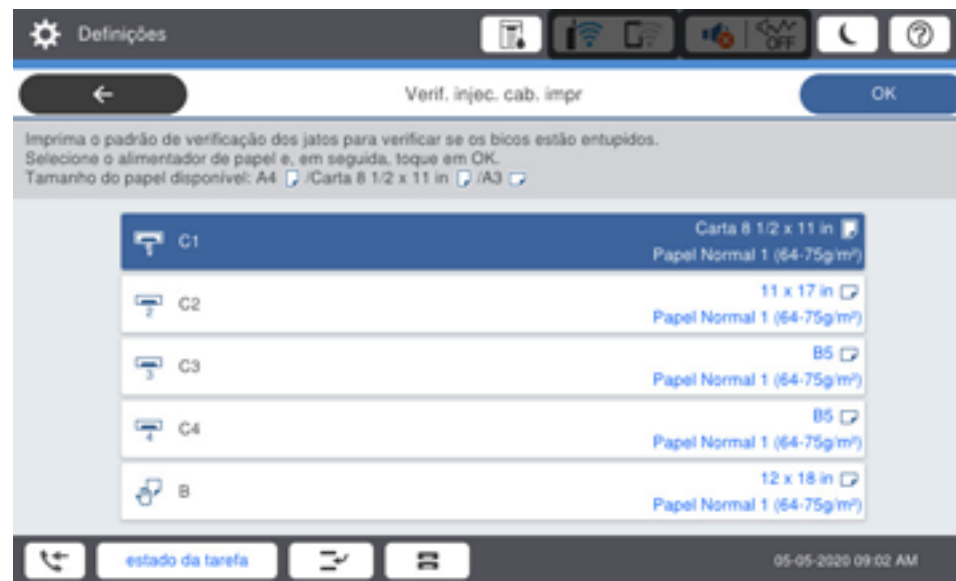 Definições
OFF
Verif. injec. cab. impr
OK
Imprima o padrão de verificação dos jatos para verificar se os bicos estão entupidos.
Selecione o alimentador de papel e, em seguida, toque em OK.
Tamanho do papel disponível: A4 /Carta 8 1/2 x 11 in /A3
1 C1 Carta 8 1/2 x 11 in
Papel Normal 1 (64-75g/m²)
2 C2 11 x 17 in
Papel Normal 1 (64-75g/m²)
3 C3 B5
Papel Normal 1 (64-75g/m²)
4 C4 B5
Papel Normal 1 (64-75g/m²)
B 12 x 18 in
Papel Normal 1 (64-75g/m²)
estado da tarefa
05-05-2020 09:02 AM